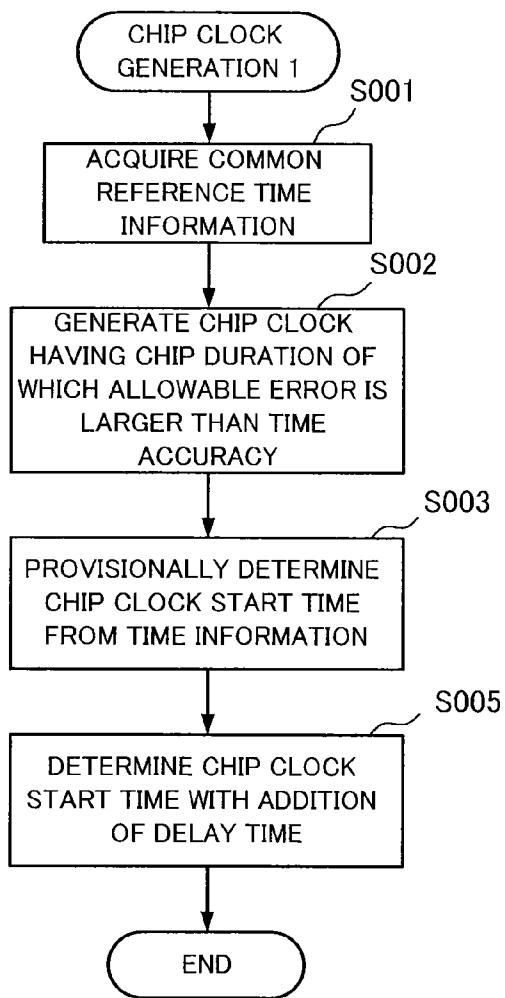 CHIP CLOCK
GENERATION 1
S001
ACQUIRE COMMON
REFERENCE TIME
INFORMATION
S002
GENERATE CHIP CLOCK
HAVING CHIP DURATION OF
WHICH ALLOWABLE ERROR IS
LARGER THAN TIME
ACCURACY
S003
PROVISIONALLY DETERMINE
CHIP CLOCK START TIME
FROM TIME INFORMATION
S005
DETERMINE CHIP CLOCK
START TIME WITH ADDITION
OF DELAY TIME
END